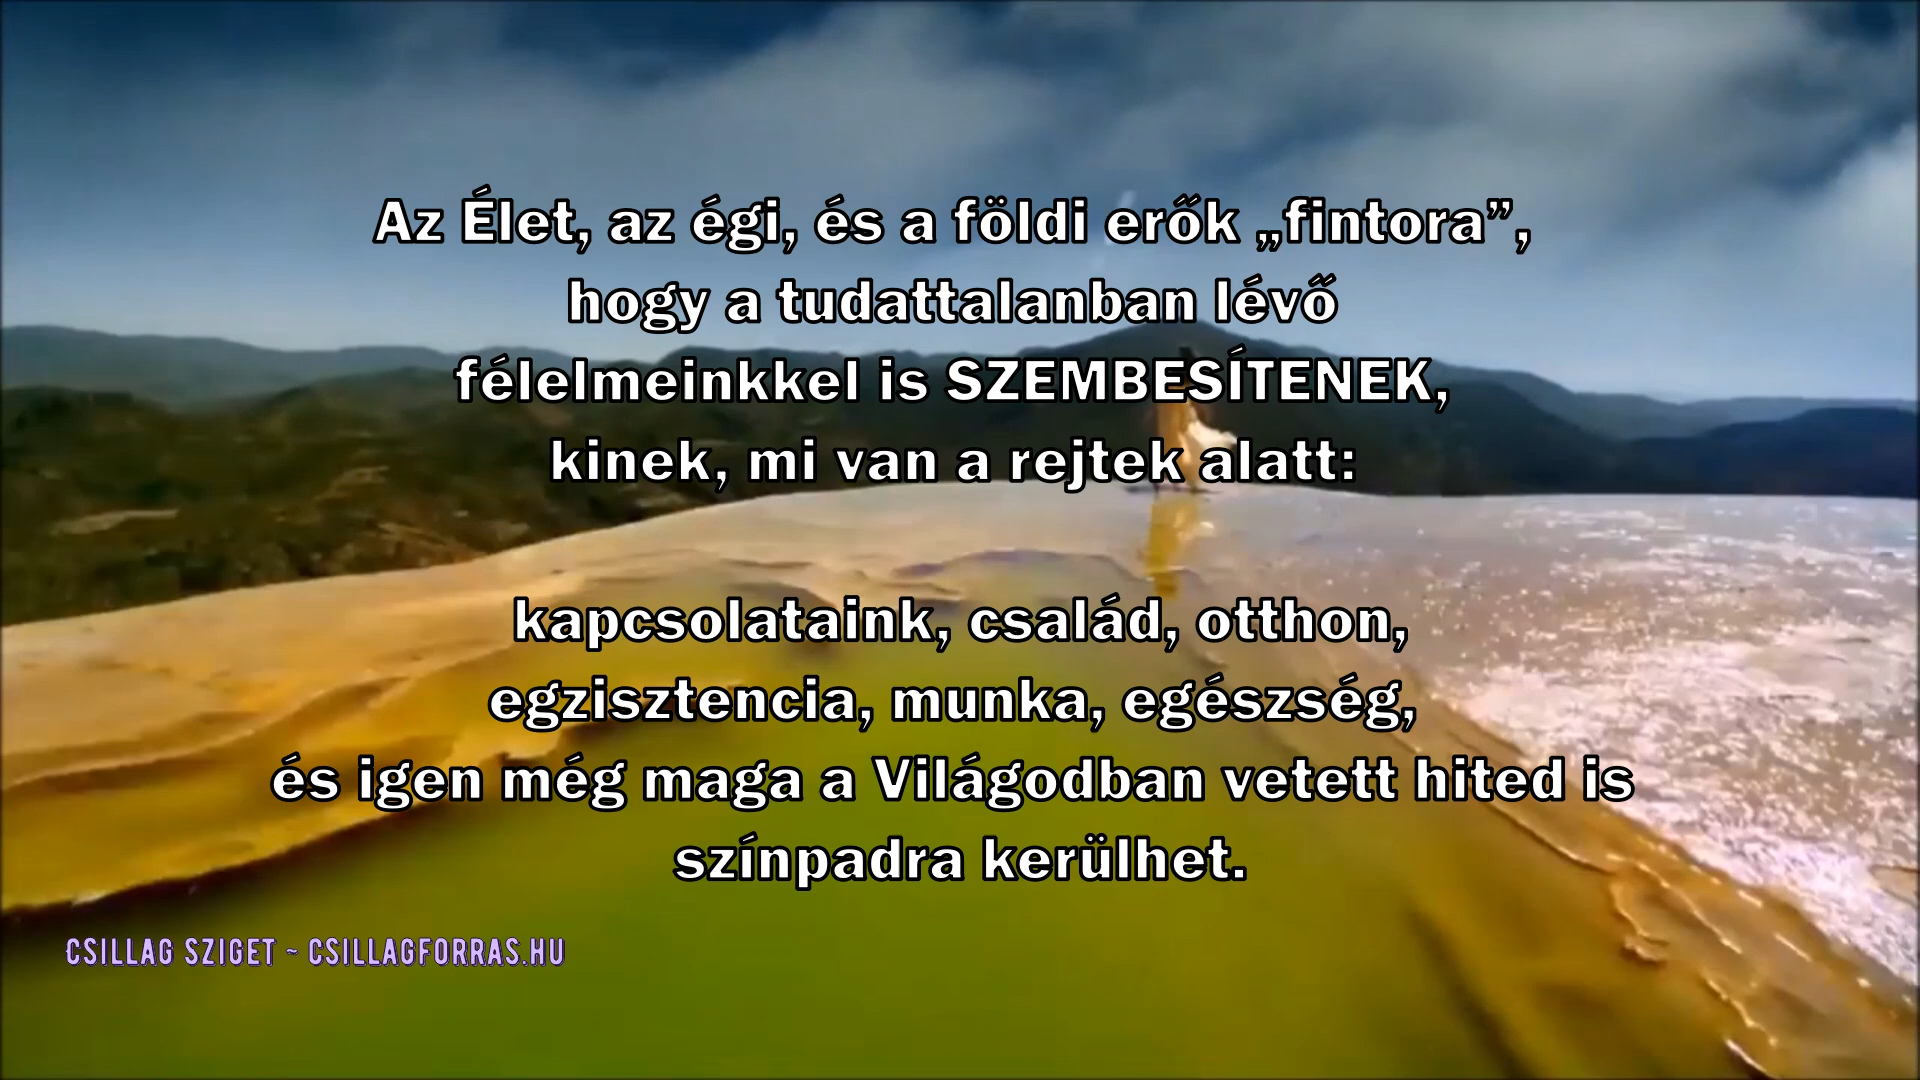 Az Élet, az égi, és a földi erők „fintora”,
hogy a tudattalanban lévő
félelmeinkkel is SZEMBESÍTENEK,
kinek, mi van a rejtek alatt:
kapcsolataink, család, otthon,
egzisztencia, munka, egészség,
és igen még maga a Világodban vetett hited is
színpadra kerülhet.
CSILLAG SZIGET ~ CSILLAGFORRAS.HU